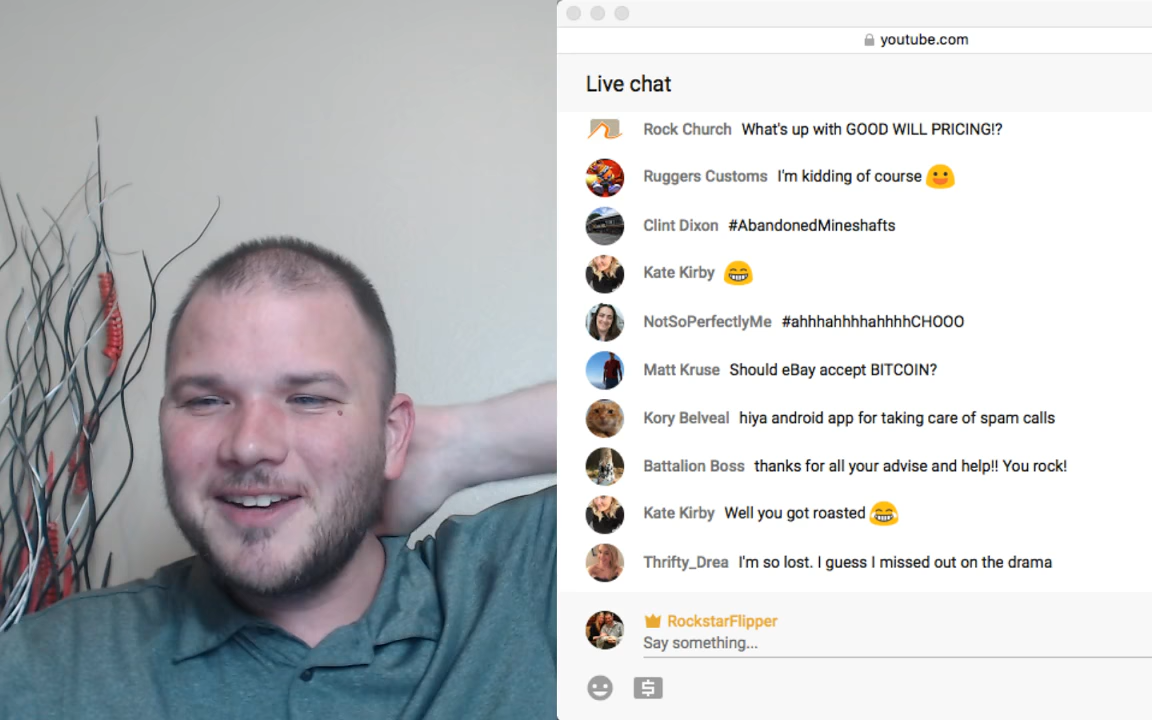 youtube.com
Live chat
Rock Church What's up with GOOD WILL PRICING!?
Ruggers Customs I'm kidding of course
Clint Dixon #AbandonedMineshafts
Kate Kirby
NotSoPerfectlyMe #ahhhahhhhahhhhCHOOO
Matt Kruse Should eBay accept BITCOIN?
Kory Belveal hiya android app for taking care of spam calls
Battalion Boss thanks for all your advise and help!! You rock!
Kate Kirby Well you got roasted
Thrifty_Drea I'm so lost. I guess I missed out on the drama
RockstarFlipper
Say something...